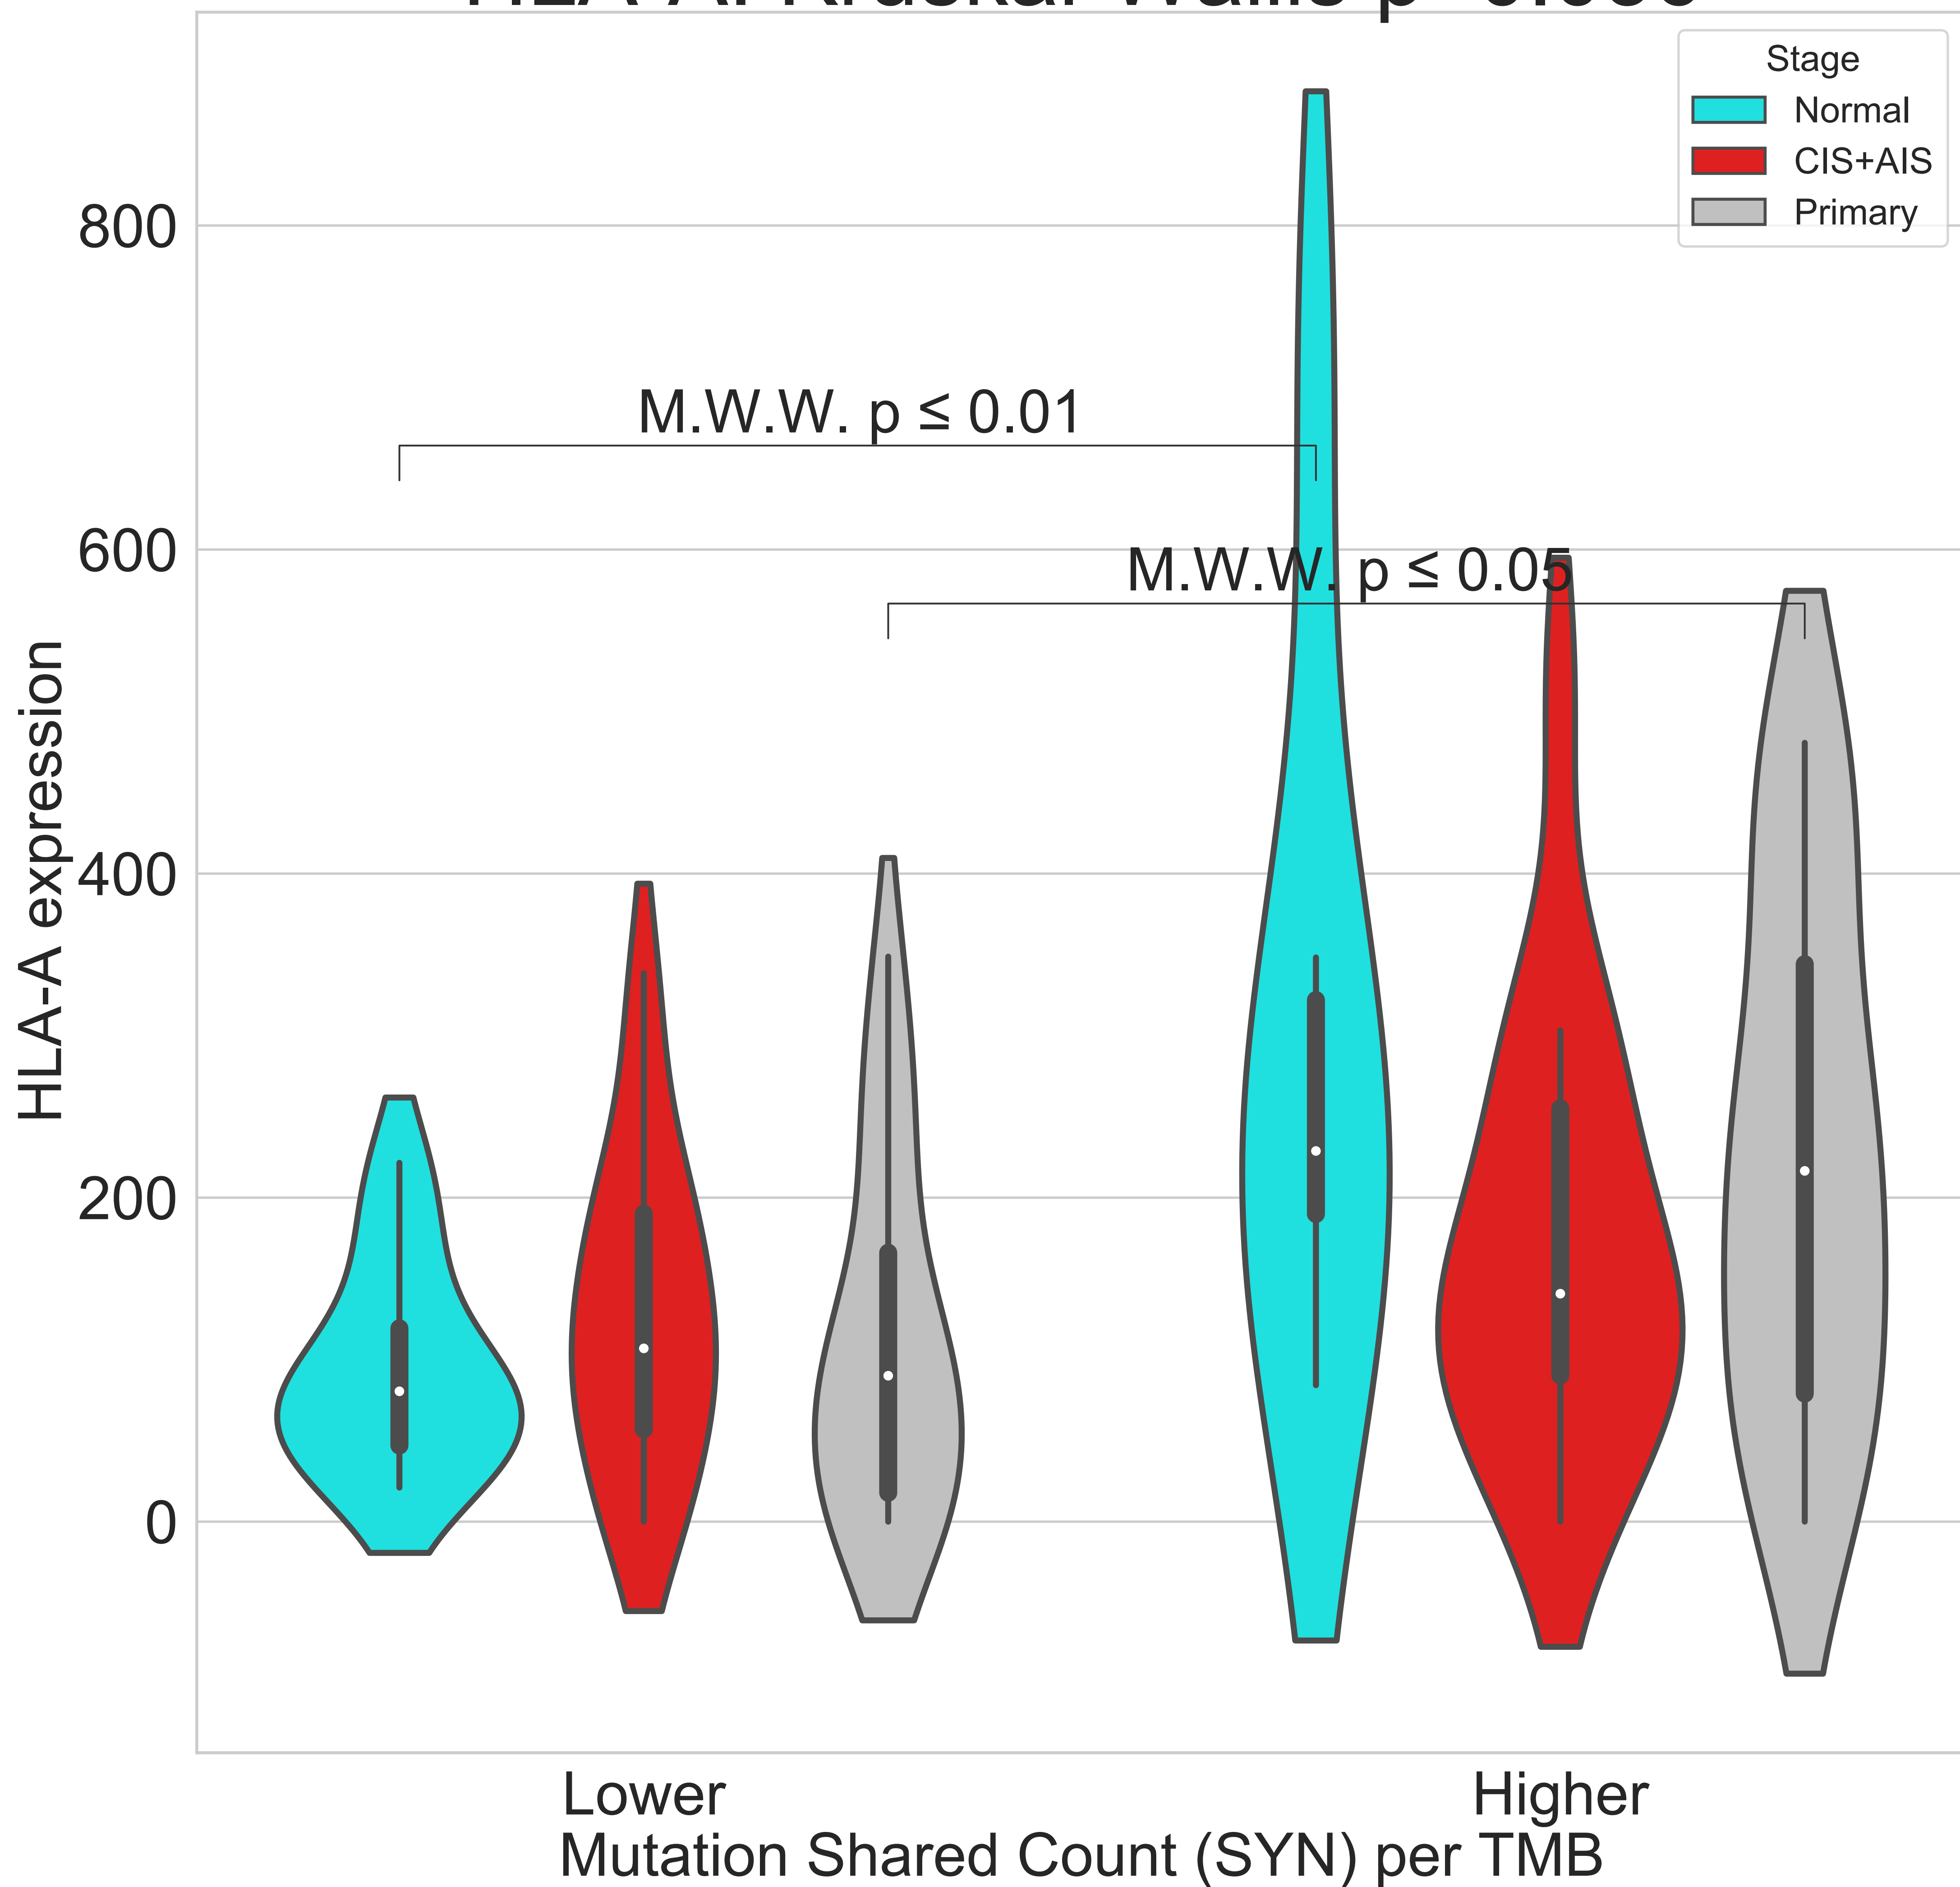 Stage
Normal
CIS+AIS
Primary
800
600
400
200
0
M.W.W. p ≤ 0.01
M.W.W. p ≤ 0.05
HLA-A expression
Lower
Higher
Mutation Shared Count (SYN) per TMB